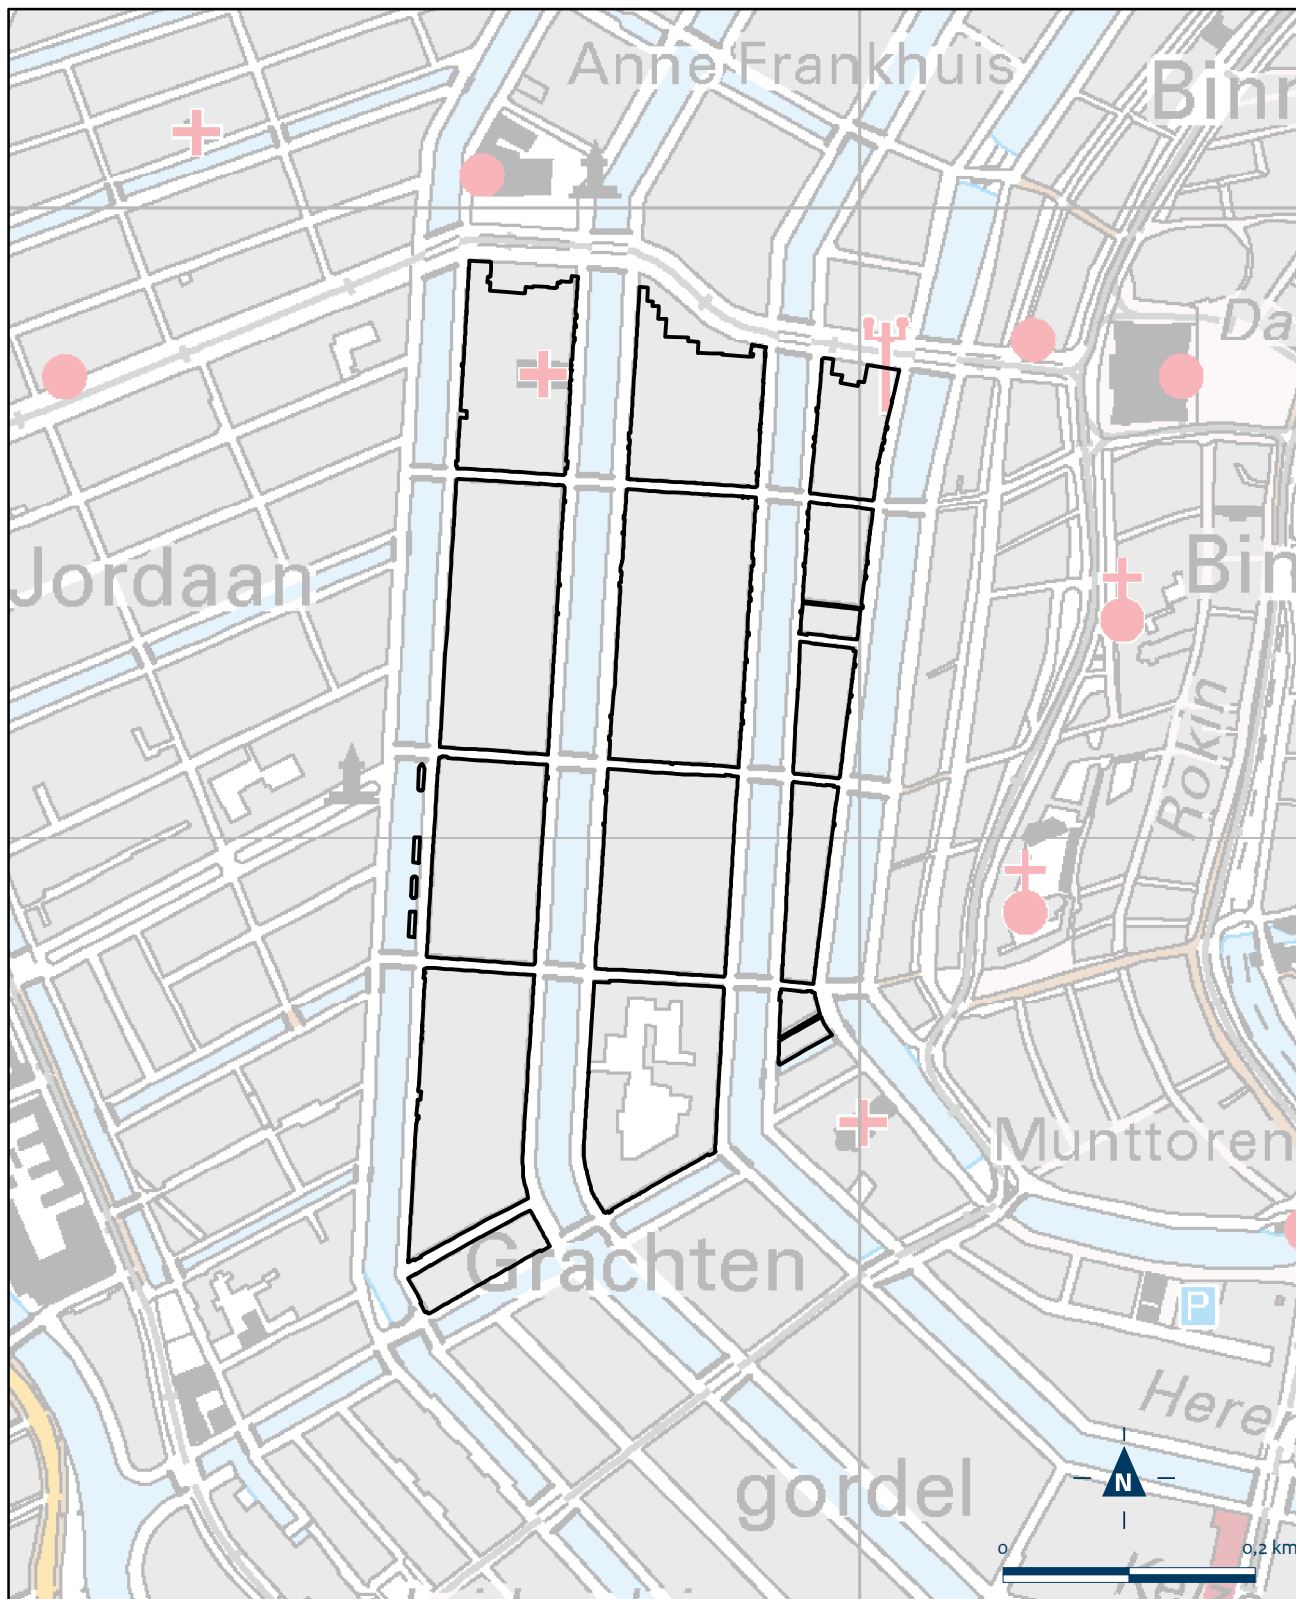 Anne Frankhuis
Binn
Da
Jordaan
Bin
Rokin
Munttoren
Grachten
P
Here
gordel
N
0
0,2 km